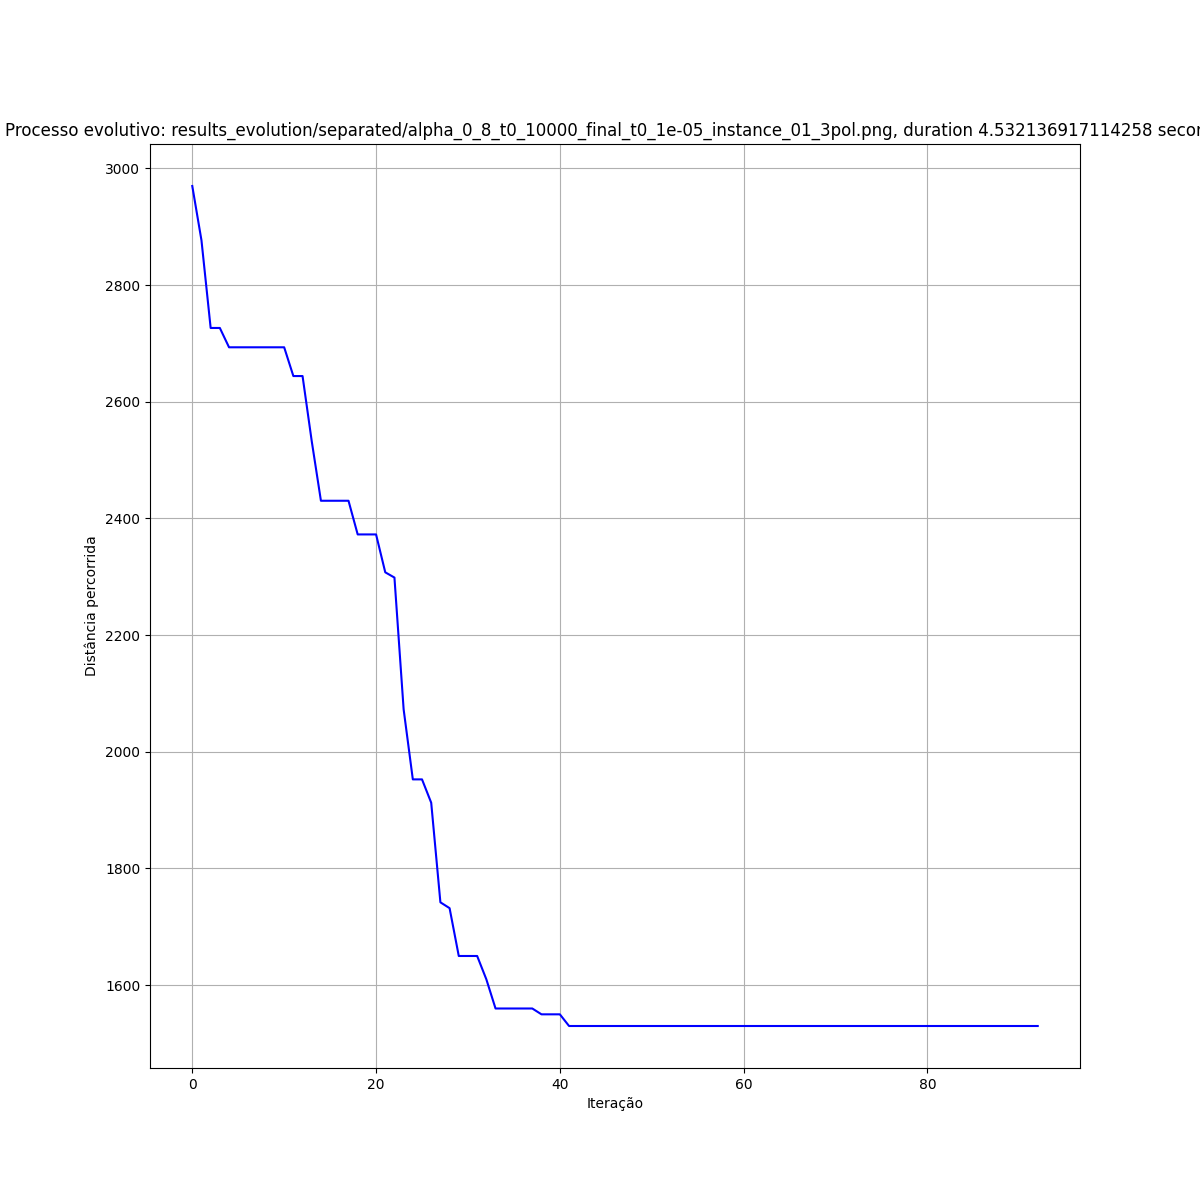 Processo evolutivo: results_evolution/separated/alpha_0_8_t0_10000_final_t0_1e-05_instance_01_3pol.png, duration 4.532136917114258
3000
2800
2600
2400
2200
2000
1800
1600
Distância percorrida
0 20 40 60 80
Iteração